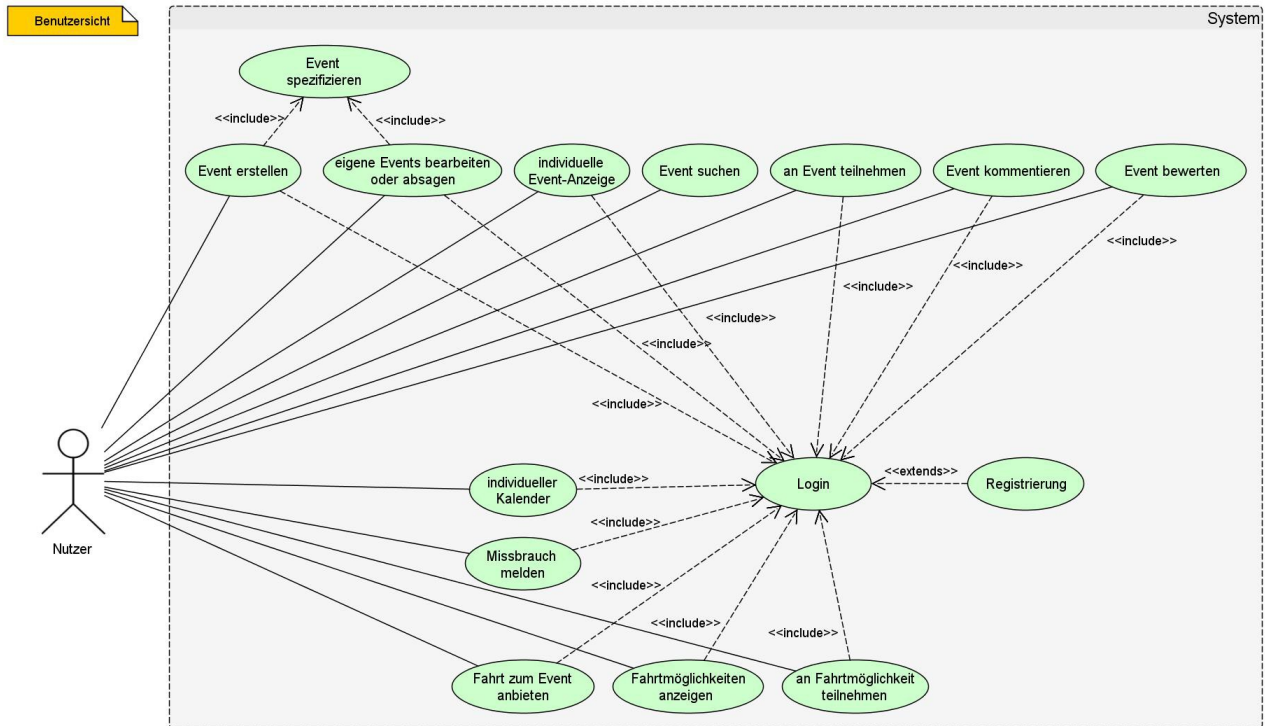 Benutzersicht
System
Event
spezifizieren
<<include>>
<<include>>
Event erstellen
eigene Events bearbeiten
oder absagen
individuelle
Event-Anzeige
Event suchen
an Event teilnehmen
Event kommentieren
Event bewerten
<<include>>
<<include>>
<<include>>
<<include>>
<<include>>
<<include>>
Nutzer
individueller
Kalender
<<include>>
Login
<<extends>>
Registrierung
<<include>>
Missbrauch
melden
<<include>>
<<include>>
<<include>>
Fahrt zum Event
anbieten
Fahrtmöglichkeiten
anzeigen
an Fahrtmöglichkeit
teilnehmen